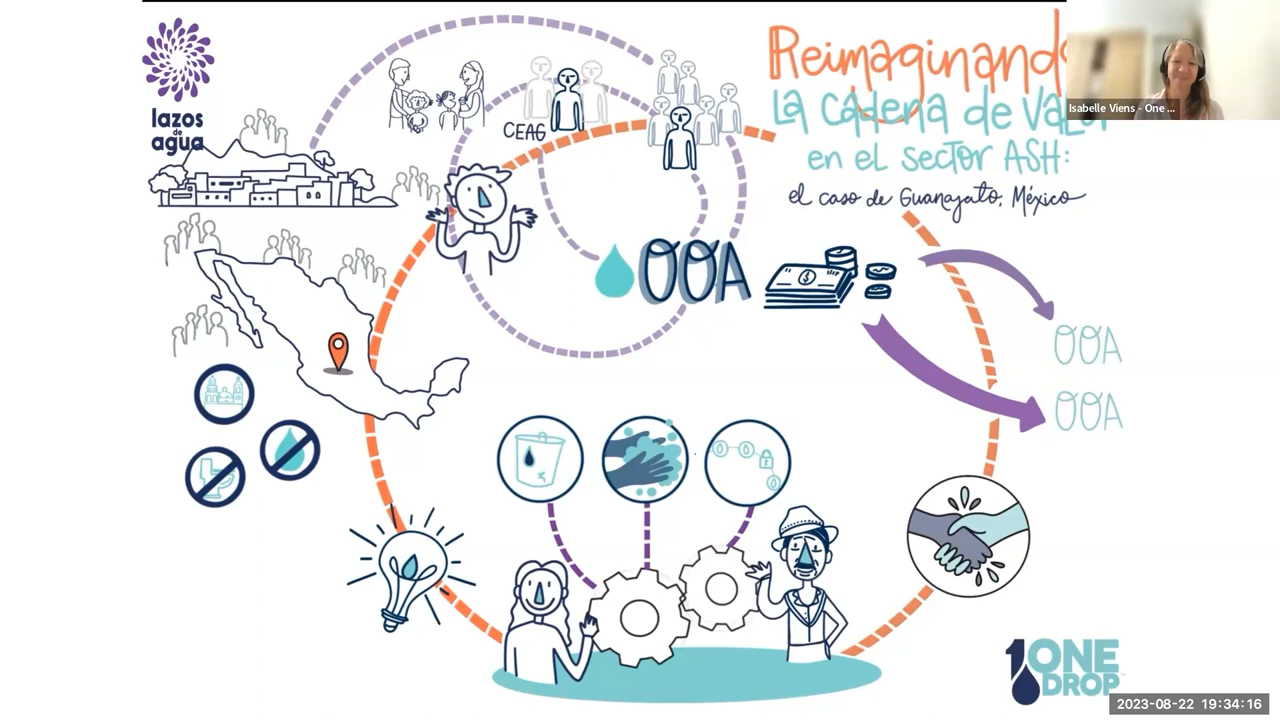 lazos
de
agua
CEAG
Reimaginando
La cadena de valor
en el sector ASH:
el caso de Guanajato, México
Isabelle Viens - One ...
OOA
$
OOA
OOA
ONE
DROP
2023-08-22 19:34:16